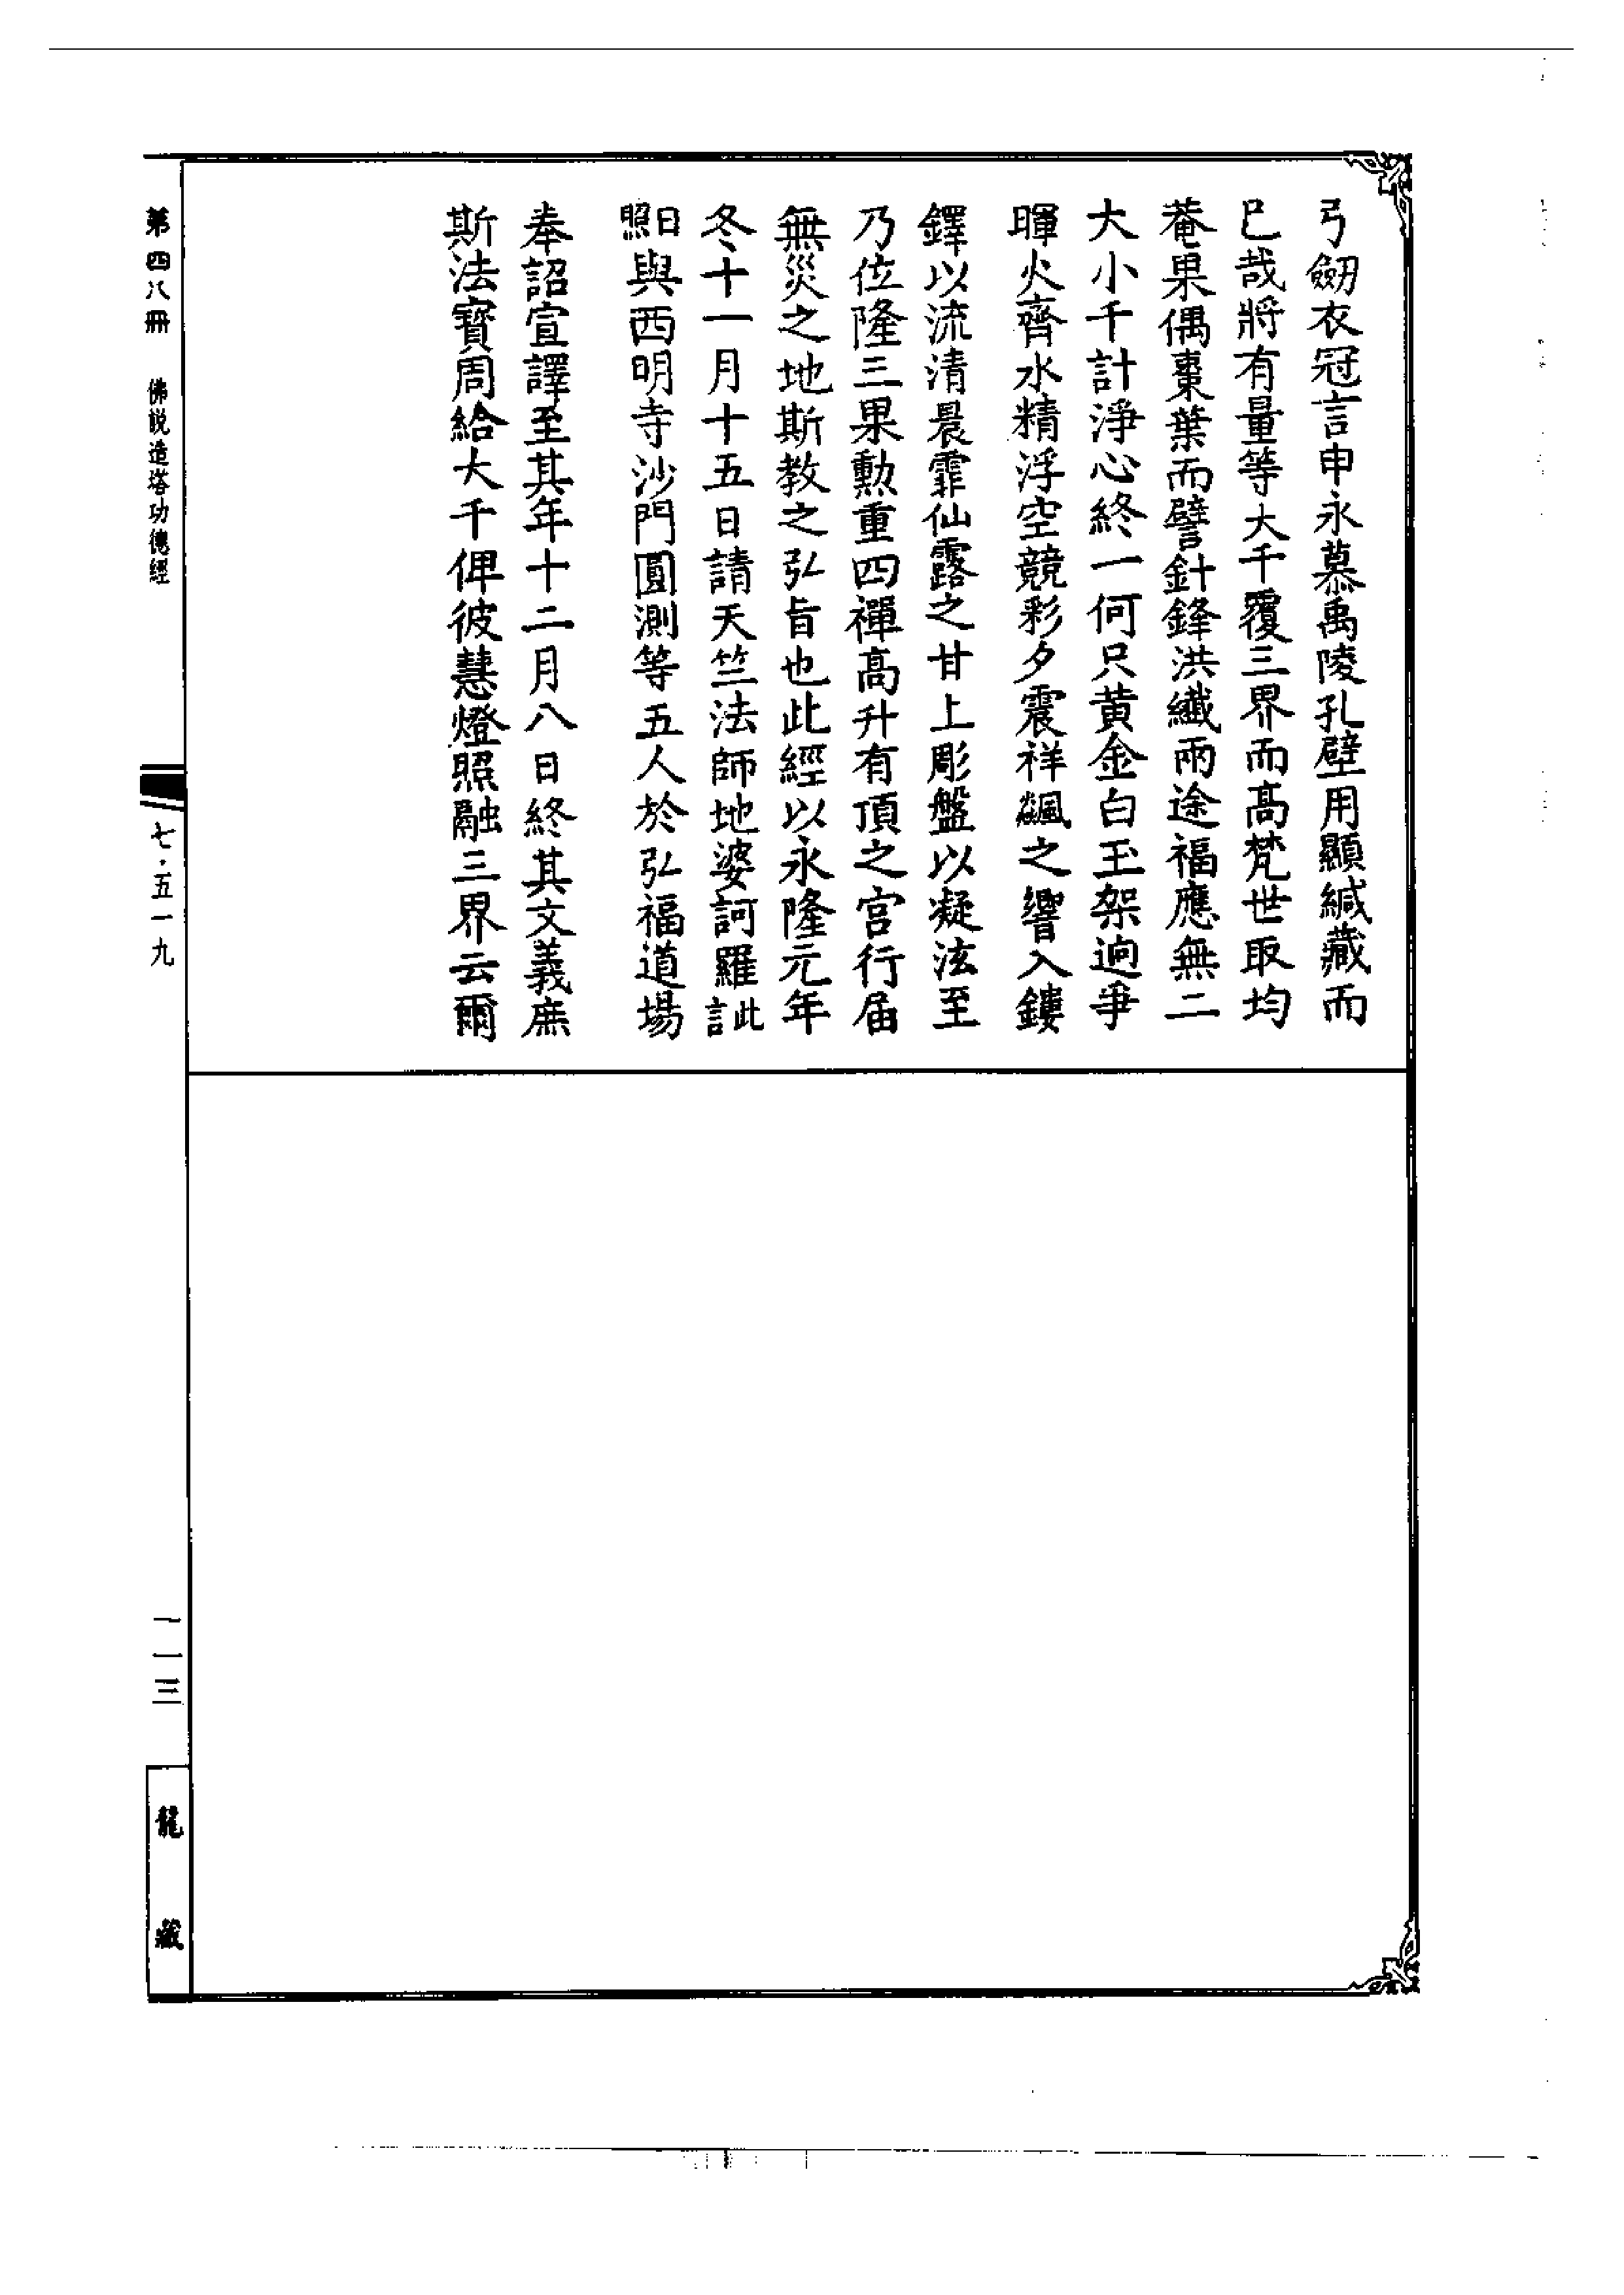 弓劒衣冠言申永慕禹陵孔壁用顯緘藏而
已哉將有量等大千覆三界而髙梵世取均
菴果偶棗葉而譬針鋒洪纖兩途福應無二
大小千計淨心終一何只黃金白玉架逈爭
暉火齊水精浮空競彩夕震祥飆之響入鏤
鐸以流清晨霏仙露之甘上彫盤以凝泫至
乃位隆三果勲重四禪髙升有頂之宫行届
無災之地斯教之弘旨也此經以永隆元年
冬十一月十五日請天竺法師地婆訶羅此言
日照與西明寺沙門圓測等五人於弘福道場
奉詔宣譯至其年十二月八日終其文義庶
斯法寶周給大千俾彼慧燈照融三界云爾
第四八冊　佛説造塔功德經
七·五一九
一一三
龍藏